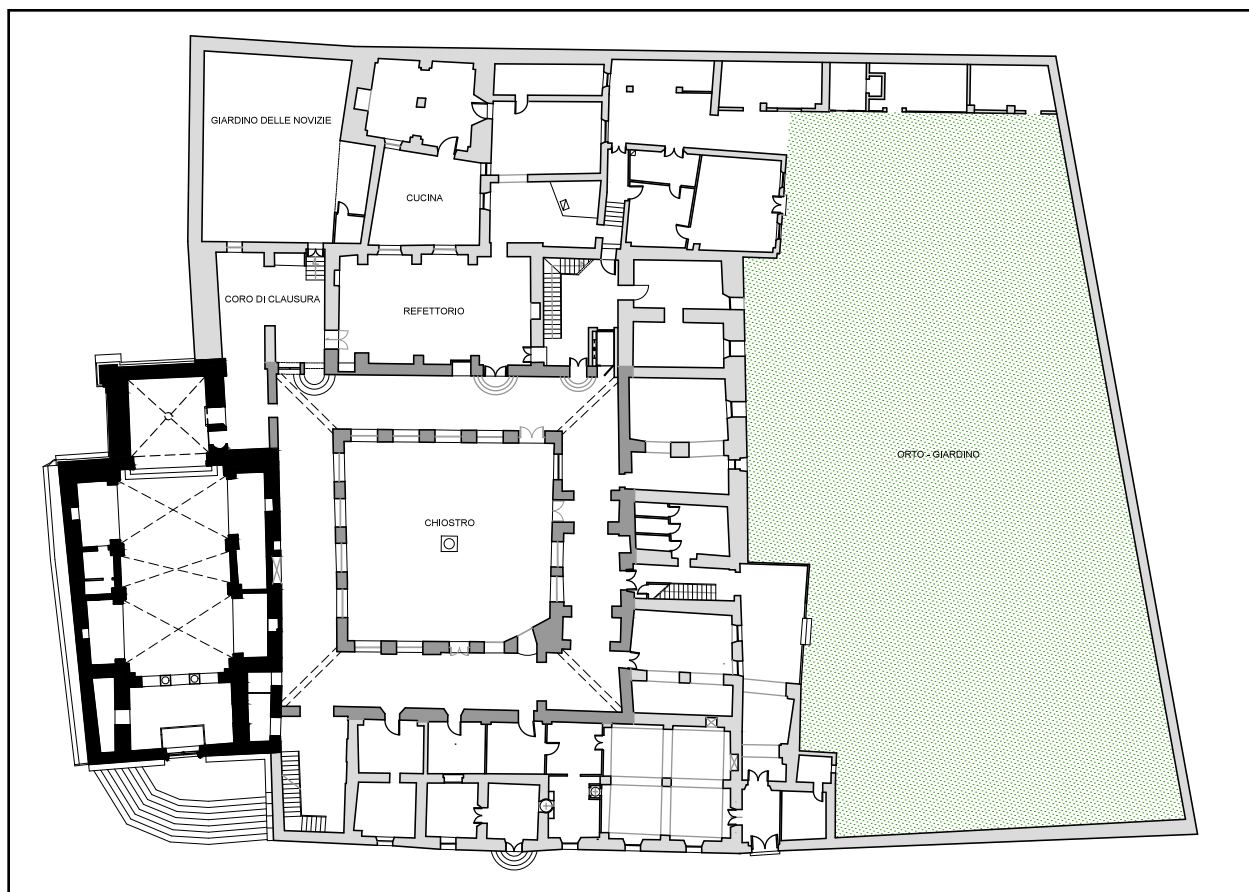 GIARDINO DELLE NOVIZIE
CUCINA
CORO DI CLAUSURA
REFETTORIO
ORTO - GIARDINO
CHIOSTRO